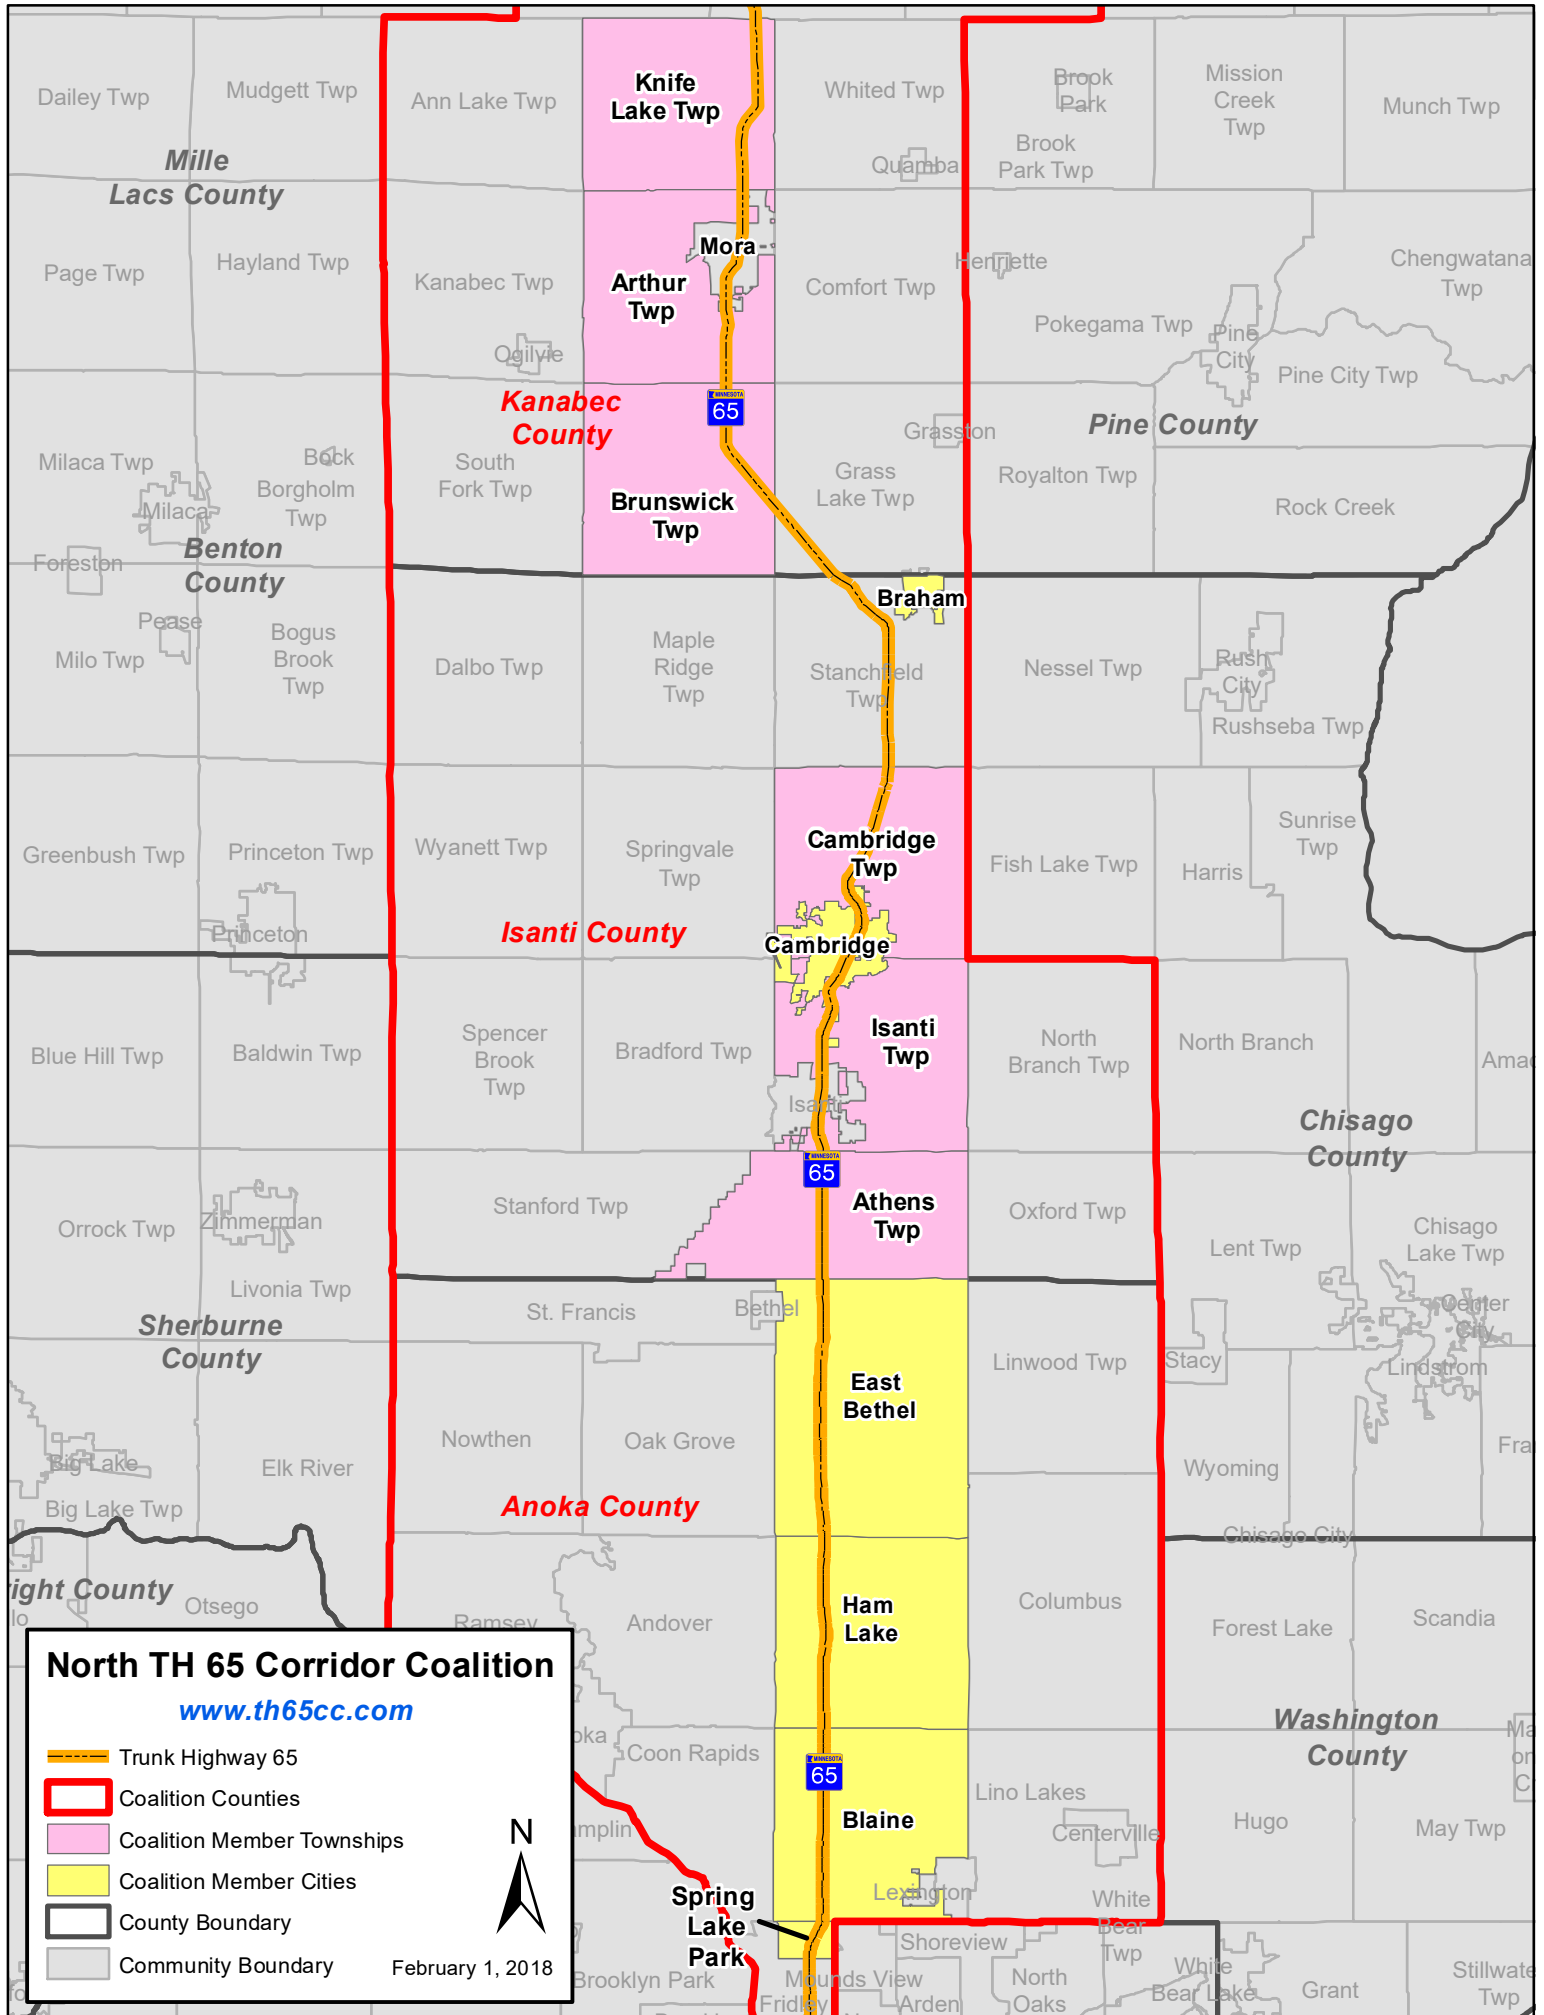 Knife
Lake Twp
Dailey Twp
Mudgett Twp
Ann Lake Twp
Whited Twp
Brook
Park
Mission
Creek
Twp
Munch Twp
Mille
Lacs County
Quamba
Brook
Park Twp
Page Twp
Hayland Twp
Kanabec Twp
Arthur
Twp
Mora
Comfort Twp
Henriette
Chengwatana
Twp
Pokegama Twp
Pine
City
Pine City Twp
Ogilvie
Kanabec
County
MINNESOTA
65
Grasston
Pine County
Milaca Twp
Bock
Borgholm
Twp
Milaca
South
Fork Twp
Brunswick
Twp
Grass
Lake Twp
Royalton Twp
Rock Creek
Foreston
Benton
County
Braham
Pease
Milo Twp
Bogus
Brook
Twp
Dalbo Twp
Maple
Ridge
Twp
Stanchfield
Twp
Nessel Twp
Rush
City
Rushseba Twp
Greenbush Twp
Princeton Twp
Wyanett Twp
Springvale
Twp
Cambridge
Twp
Fish Lake Twp
Harris
Sunrise
Twp
Princeton
Isanti County
Cambridge
Blue Hill Twp
Baldwin Twp
Spencer
Brook
Twp
Bradford Twp
Isanti
Twp
North
Branch Twp
North Branch
Isanti
Chisago
County
MINNESOTA
65
Orrock Twp
Zimmerman
Stanford Twp
Athens
Twp
Oxford Twp
Lent Twp
Chisago
Lake Twp
Livonia Twp
Sherburne
County
St. Francis
Bethel
Center
City
Linwood Twp
Stacy
Lindstrom
East
Bethel
Nowthen
Oak Grove
Big Lake
Elk River
Wyoming
Fra
Big Lake Twp
Anoka County
Chisago City
right County
lo
Otsego
Ramsey
Andover
Ham
Lake
Columbus
Forest Lake
Scandia
North TH 65 Corridor Coalition
www.th65cc.com
Trunk Highway 65
Coalition Counties
Coalition Member Townships
Coalition Member Cities
County Boundary
Community Boundary
N
February 1, 2018
oka
Coon Rapids
MINNESOTA
65
Washington
County
Lino Lakes
Blaine
Centerville
Hugo
May Twp
mplin
Lexington
Spring
Lake
Park
White
Bear
Twp
Shoreview
Brooklyn Park
Mounds View
Fridley
Arden
North
Oaks
White
Bear Lake
Grant
Stillwate
Twp